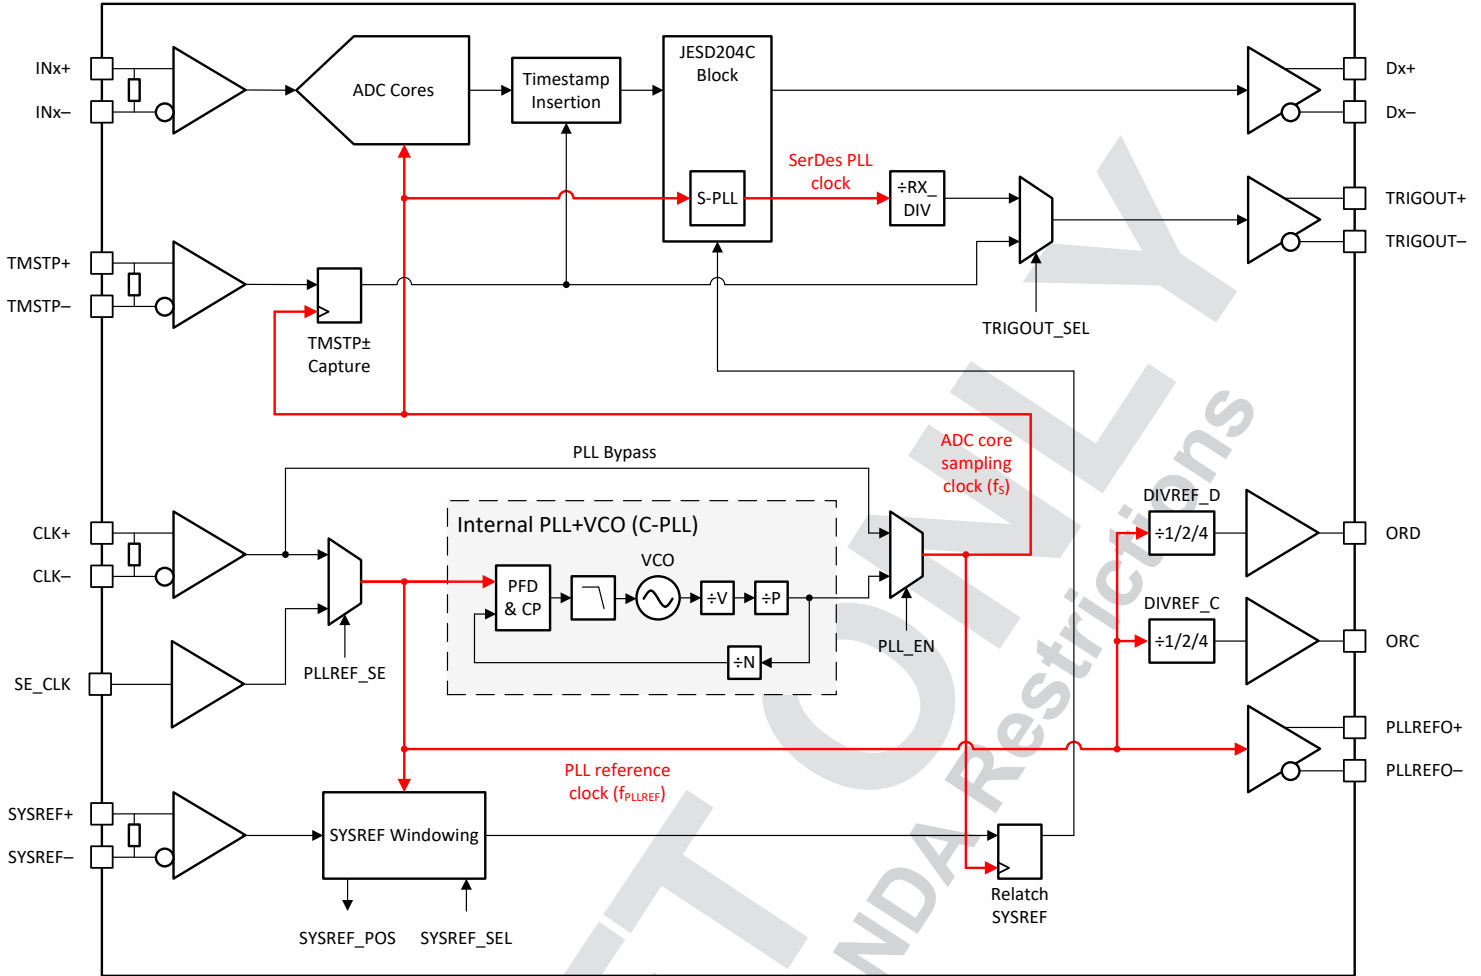 INx+
INx–
ADC Cores
Timestamp
Insertion
JESD204C
Block
Dx+
Dx–
S-PLL
SerDes PLL
clock
÷RX_
DIV
TRIGOUT+
TRIGOUT–
TMSTP+
TMSTP–
TMSTP±
Capture
TRIGOUT_SEL
PLL Bypass
ADC core
sampling
clock (fS)
CLK+
CLK–
Internal PLL+VCO (C-PLL)
VCO
PFD
& CP
÷V
÷P
÷N
PLL_EN
PLLREF_SE
SE_CLK
DIVREF_D
÷1/2/4
ORD
DIVREF_C
÷1/2/4
ORC
PLLREFO+
PLLREFO–
PLL reference
clock (fPLLREF)
SYSREF+
SYSREF–
SYSREF Windowing
SYSREF_POS
SYSREF_SEL
Relatch
SYSREF
T ONLY
NDA Restrictions